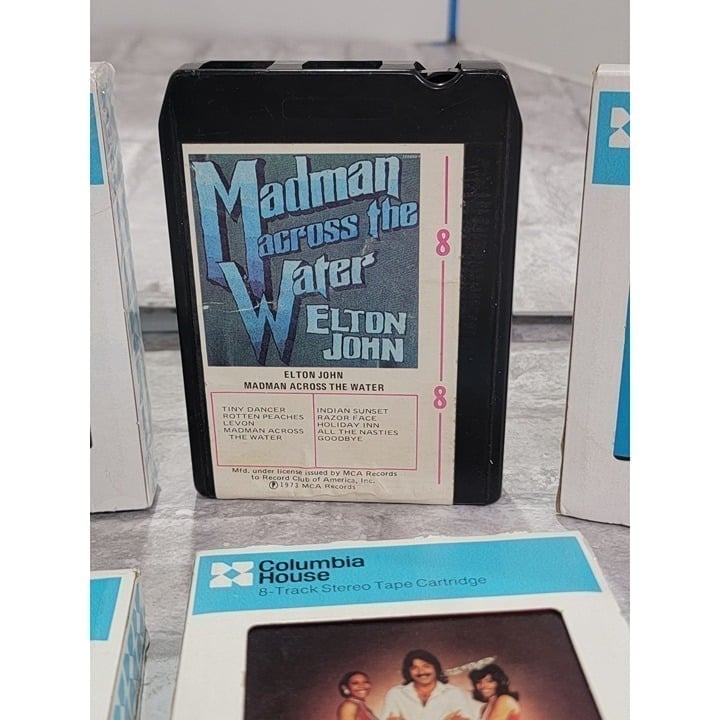 Madman
across the
Water
ELTON
JOHN
8
8
ELTON JOHN
MADMAN ACROSS THE WATER
TINY DANCER
ROTTEN PEACHES
LEVON
MADMAN ACROSS
THE WATER
INDIAN SUNSET
RAZOR FACE
HOLIDAY INN
ALL THE NASTIES
GOODBYE
Mfd. under license issued by MCA Records
to Record Club of America, Inc.
Ⓟ 1973 MCA Records
Columbia
House
8-Track Stereo Tape Cartridge